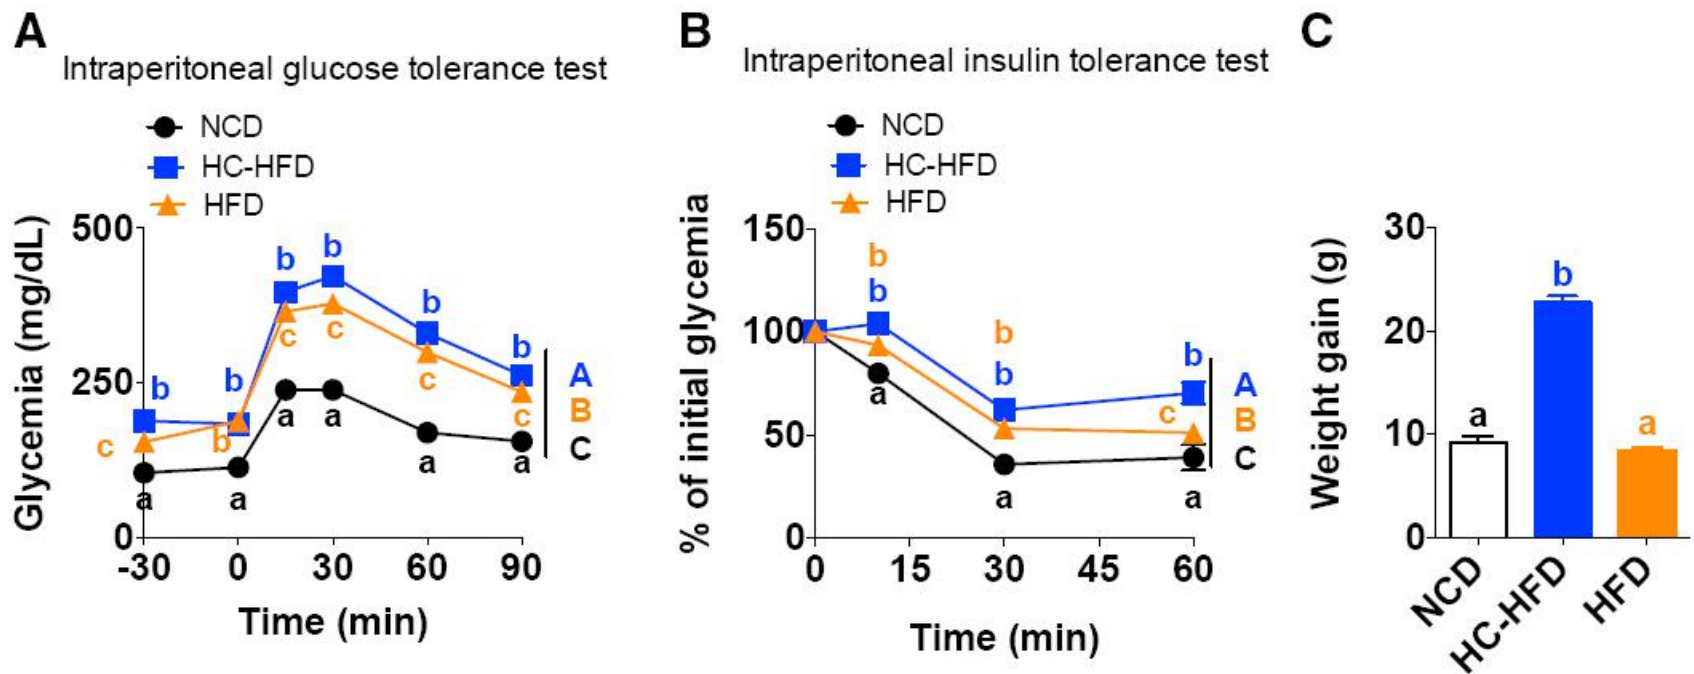 A
Intraperitoneal glucose tolerance test
NCD
HC-HFD
HFD
Glycemia (mg/dL)
500
250
0
b
b
b
b
b
b
c
b
c
c
c
c
a
a
a
a
a
a
A
B
C
-30 0 30 60 90
Time (min)
B
Intraperitoneal insulin tolerance test
NCD
HC-HFD
HFD
% of initial glycemia
150
100
50
0
b
b
a
b
b
a
b
c
a
A
B
C
0 15 30 45 60
Time (min)
C
Weight gain (g)
30
20
10
0
a
b
a
NCD
HC-HFD
HFD